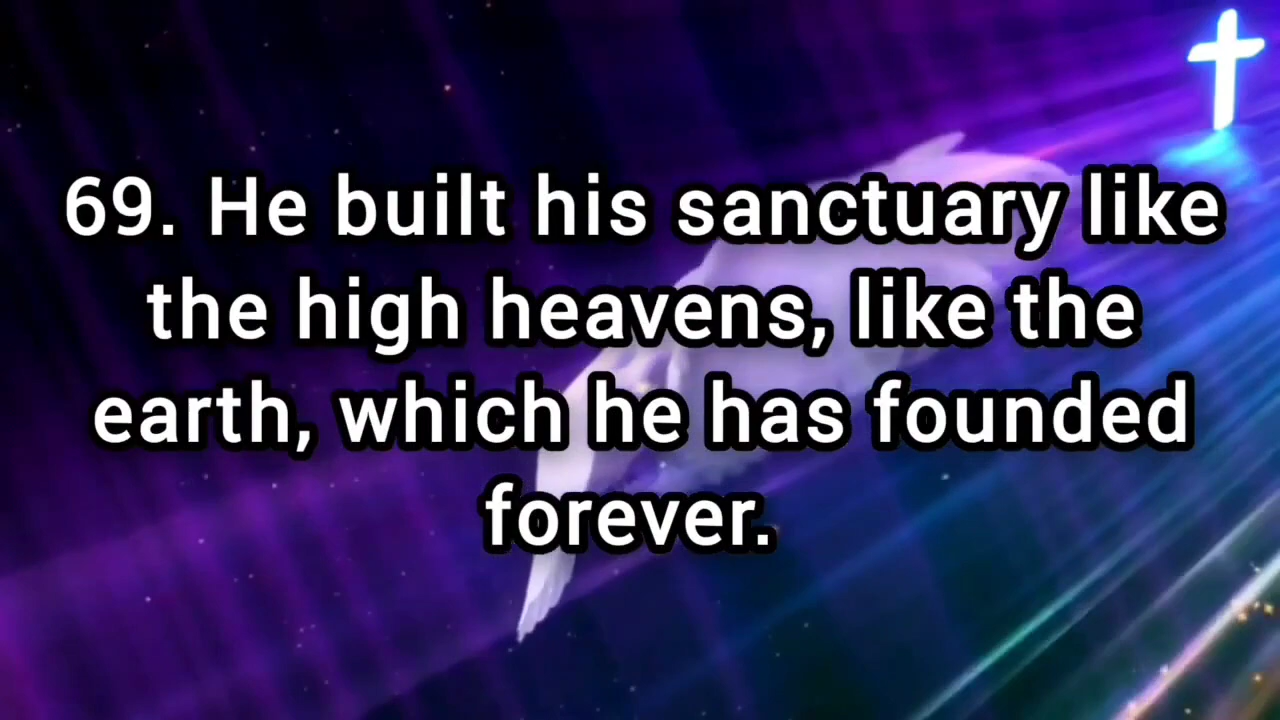 69. He built his sanctuary like
the high heavens, like the
earth, which he has founded
forever.